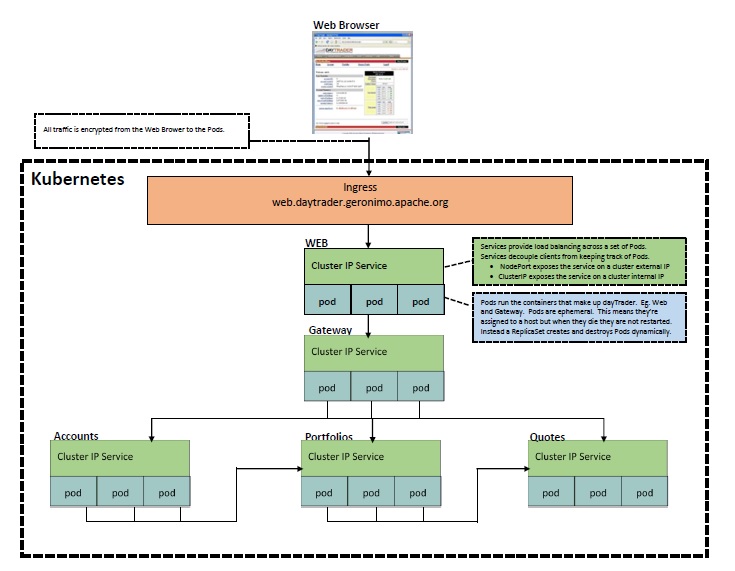 Web Browser
DAYTRADER
All traffic is encrypted from the Web Brower to the Pods.
Kubernetes
Ingress
web.daytrader.geronimo.apache.org
WEB
Cluster IP Service
pod pod pod
Services provide load balancing across a set of Pods.
Services decouple clients from keeping track of Pods.
• NodePort exposes the service on a cluster external IP
• ClusterIP exposes the service on a cluster internal IP
Pods run the containers that make up dayTrader. Eg. Web
and Gateway. Pods are ephemeral. This means they're
assigned to a host but when they die they are not restarted.
Instead a ReplicaSet creates and destroys Pods dynamically.
Gateway
Cluster IP Service
pod pod pod
Accounts
Cluster IP Service
pod pod pod
Portfolios
Cluster IP Service
pod pod pod
Quotes
Cluster IP Service
pod pod pod